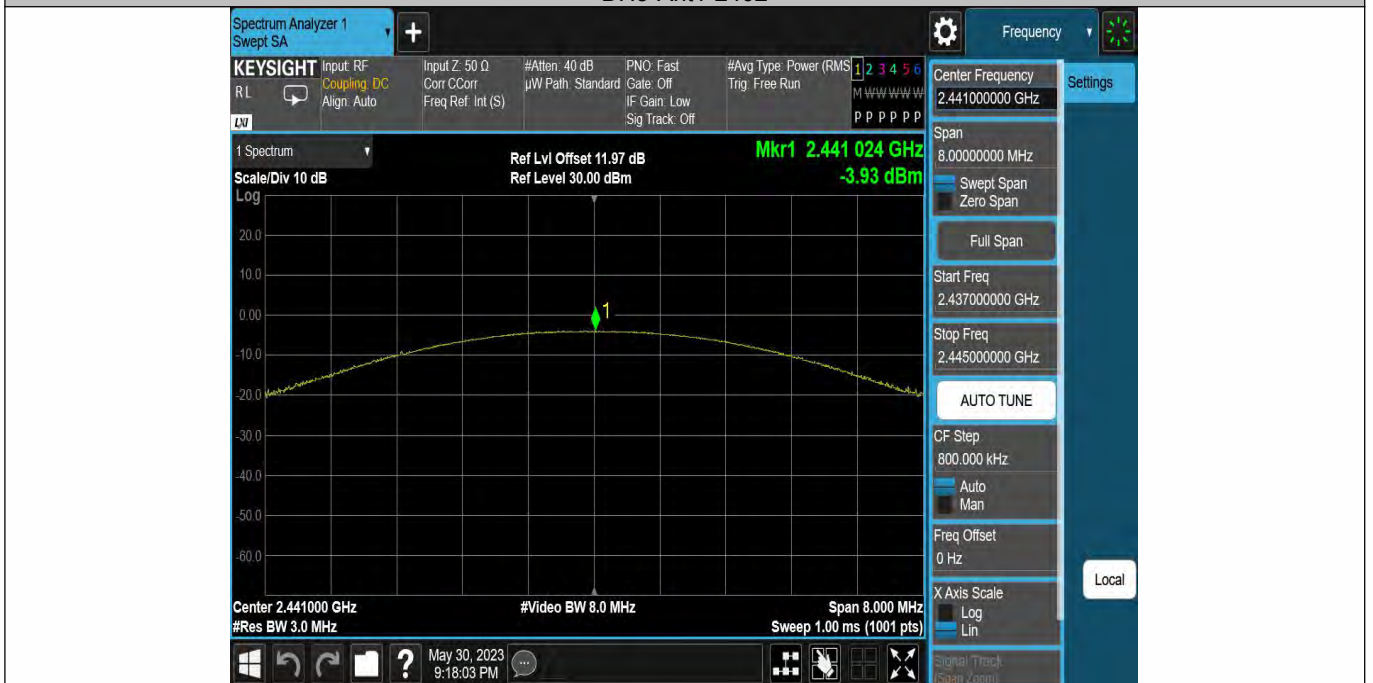 Spectrum Analyzer 1
Swept SA
+
Frequency
KEYSIGHT
RL
LXI
Input: RF
Coupling: DC
Align: Auto
Input Z: 50 Ω
Corr CCorr
Freq Ref: Int (S)
#Atten: 40 dB
µW Path: Standard
PNO: Fast
Gate: Off
IF Gain: Low
Sig Track: Off
#Avg Type: Power (RMS
Trig: Free Run
1 2 3 4 5 6
M W W W W W
P P P P P P
Center Frequency
2.441000000 GHz
Settings
Span
8.00000000 MHz
Swept Span
Zero Span
Full Span
Start Freq
2.437000000 GHz
Stop Freq
2.445000000 GHz
AUTO TUNE
CF Step
800.000 kHz
Auto
Man
Freq Offset
0 Hz
X Axis Scale
Log
Lin
Signal Track
(Span Zoom)
Local
1 Spectrum
Scale/Div 10 dB
Log
Ref Lvl Offset 11.97 dB
Ref Level 30.00 dBm
Mkr1 2.441 024 GHz
-3.93 dBm
20.0
10.0
0.00
-10.0
-20.0
-30.0
-40.0
-50.0
-60.0
1
Center 2.441000 GHz
#Res BW 3.0 MHz
#Video BW 8.0 MHz
Span 8.000 MHz
Sweep 1.00 ms (1001 pts)
?
May 30, 2023
9:18:03 PM